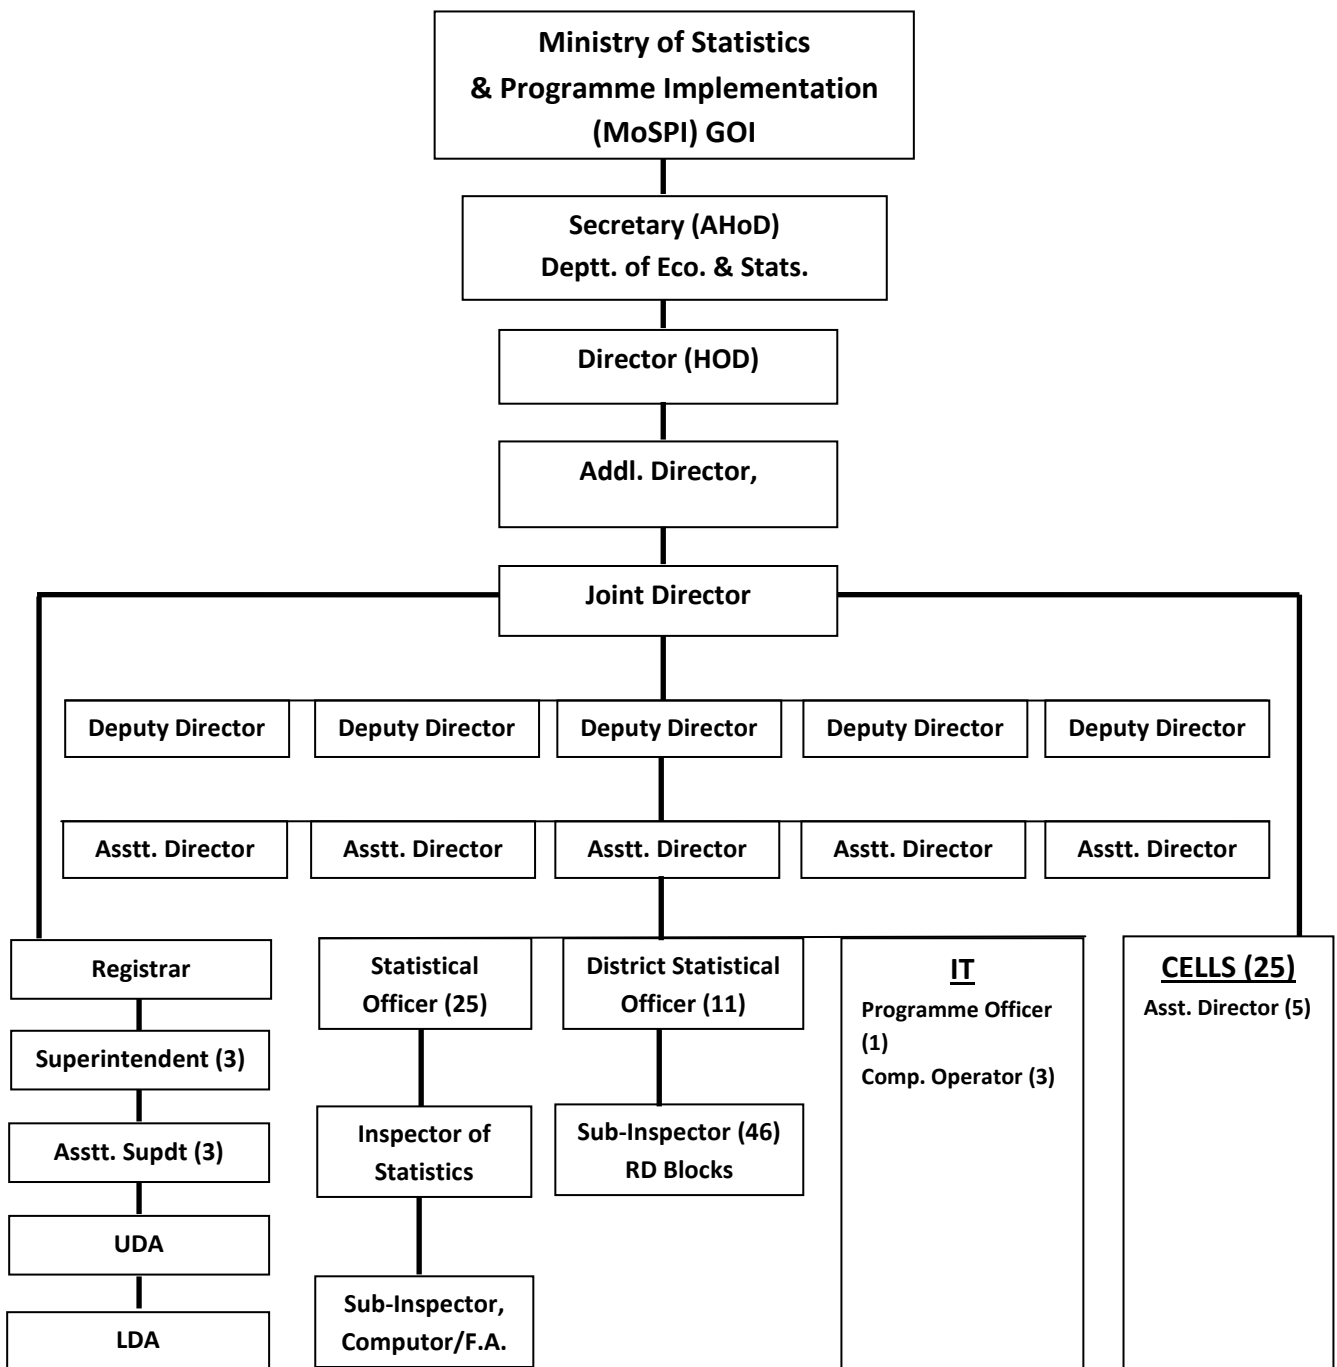 Ministry of Statistics
& Programme Implementation
(MoSPI) GOI
Secretary (AHoD)
Deptt. of Eco. & Stats.
Director (HOD)
Addl. Director,
Joint Director
Deputy Director
Deputy Director
Deputy Director
Deputy Director
Deputy Director
Asstt. Director
Asstt. Director
Asstt. Director
Asstt. Director
Asstt. Director
Registrar
Superintendent (3)
Asstt. Supdt (3)
UDA
LDA
Statistical
Officer (25)
Inspector of
Statistics
Sub-Inspector,
Computor/F.A.
District Statistical
Officer (11)
Sub-Inspector (46)
RD Blocks
IT
Programme Officer
(1)
Comp. Operator (3)
CELLS (25)
Asst. Director (5)